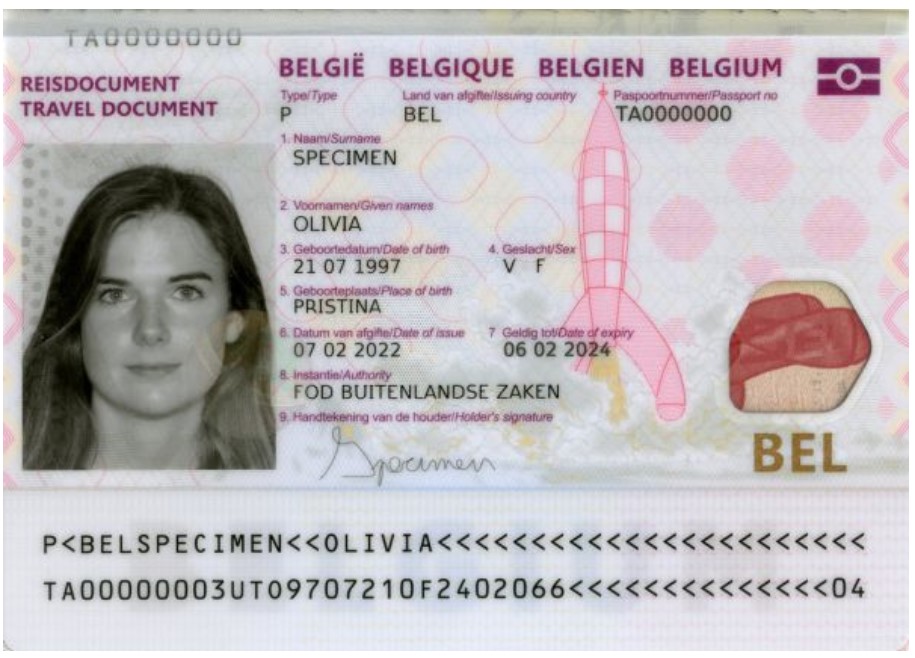 TA0000000
REISDOCUMENT
TRAVEL DOCUMENT
BELGIË BELGIQUE BELGIEN BELGIUM
Type/Type Land van afgifte/Issuing country Paspoortnummer/Passport no
P BEL TA0000000
1. Naam/Surname
SPECIMEN
2. Voornamen/Given names
OLIVIA
3. Geboortedatum/Date of birth 4. Geslacht/Sex
21 07 1997 V F
5. Geboorteplaats/Place of birth
PRISTINA
6. Datum van afgifte/Date of issue 7 Geldig tot/Date of expiry
07 02 2022 06 02 2024
8. Instantie/Authority
FOD BUITENLANDSE ZAKEN
9. Handtekening van de houder/Holder's signature
Specimen
BEL
P<BELSPECIMEN<<OLIVIA<<<<<<<<<<<<<<<<<<<<<<<
TA00000003UTO9707210F2402066<<<<<<<<<<<<<<04